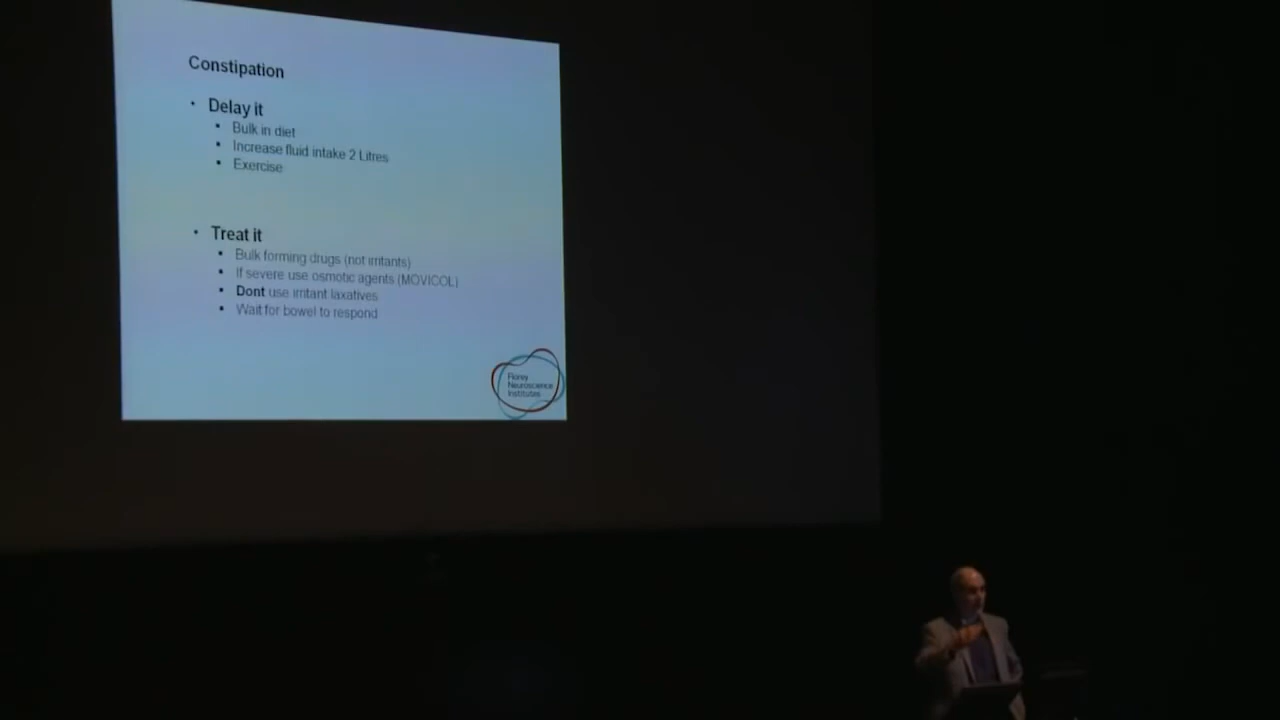 Constipation
• Delay it
• Bulk in diet
• Increase fluid intake 2 Litres
• Exercise
• Treat it
• Bulk forming drugs (not irritants)
• If severe use osmotic agents (MOVICOL)
• Dont use irritant laxatives
• Wait for bowel to respond
Florey
Neuroscience
Institutes